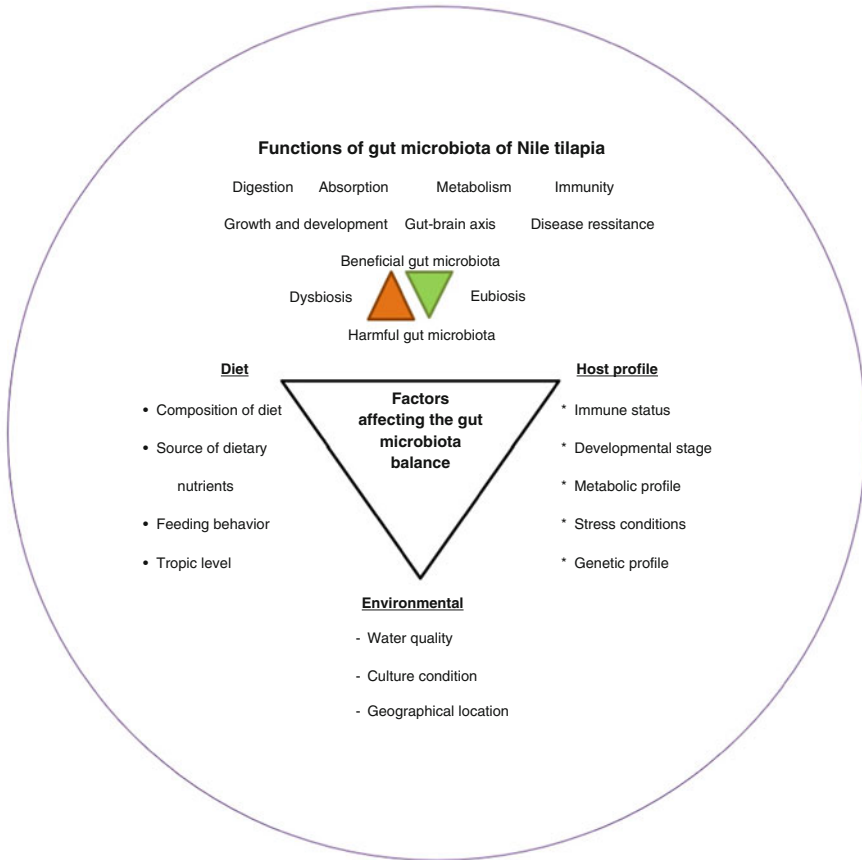 Functions of gut microbiota of Nile tilapia
Digestion Absorption Metabolism Immunity
Growth and development Gut-brain axis Disease ressitance
Beneficial gut microbiota
Dysbiosis Eubiosis
Harmful gut microbiota
Diet
• Composition of diet
• Source of dietary
nutrients
• Feeding behavior
• Tropic level
Factors
affecting the gut
microbiota
balance
Host profile
* Immune status
* Developmental stage
* Metabolic profile
* Stress conditions
* Genetic profile
Environmental
- Water quality
- Culture condition
- Geographical location